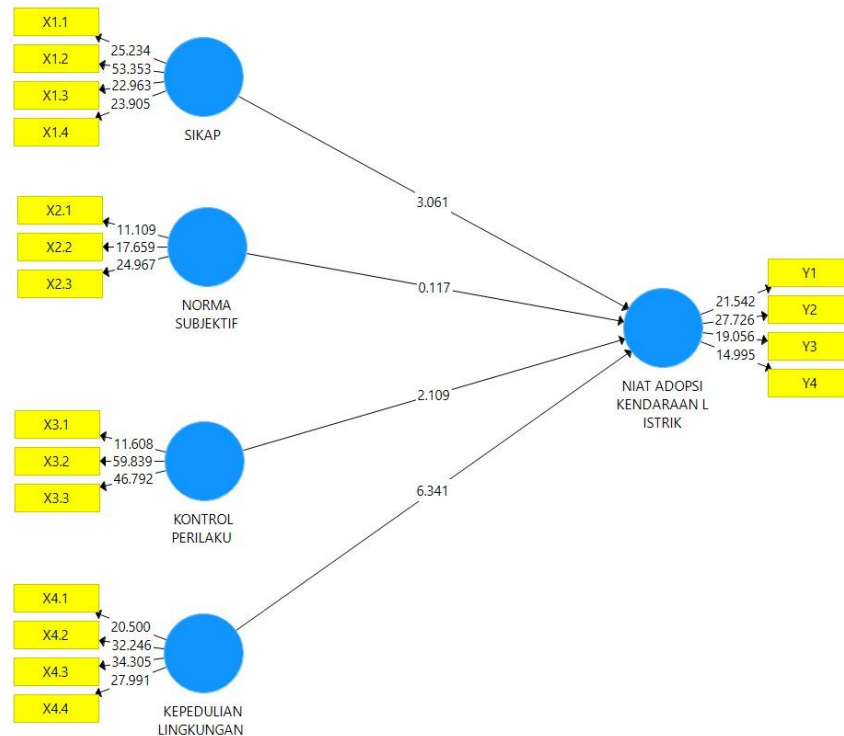 X1.1
X1.2
X1.3
X1.4
25.234
53.353
22.963
23.905
SIKAP
3.061
X2.1
X2.2
X2.3
11.109
17.659
24.967
NORMA
SUBJEKTIF
0.117
Y1
Y2
Y3
Y4
21.542
27.726
19.056
14.995
NIAT ADOPSI
KENDARAAN L
ISTRIK
X3.1
X3.2
X3.3
11.608
59.839
46.792
KONTROL
PERILAKU
2.109
6.341
X4.1
X4.2
X4.3
X4.4
20.500
32.246
34.305
27.991
KEPEDULIAN
LINGKUNGAN